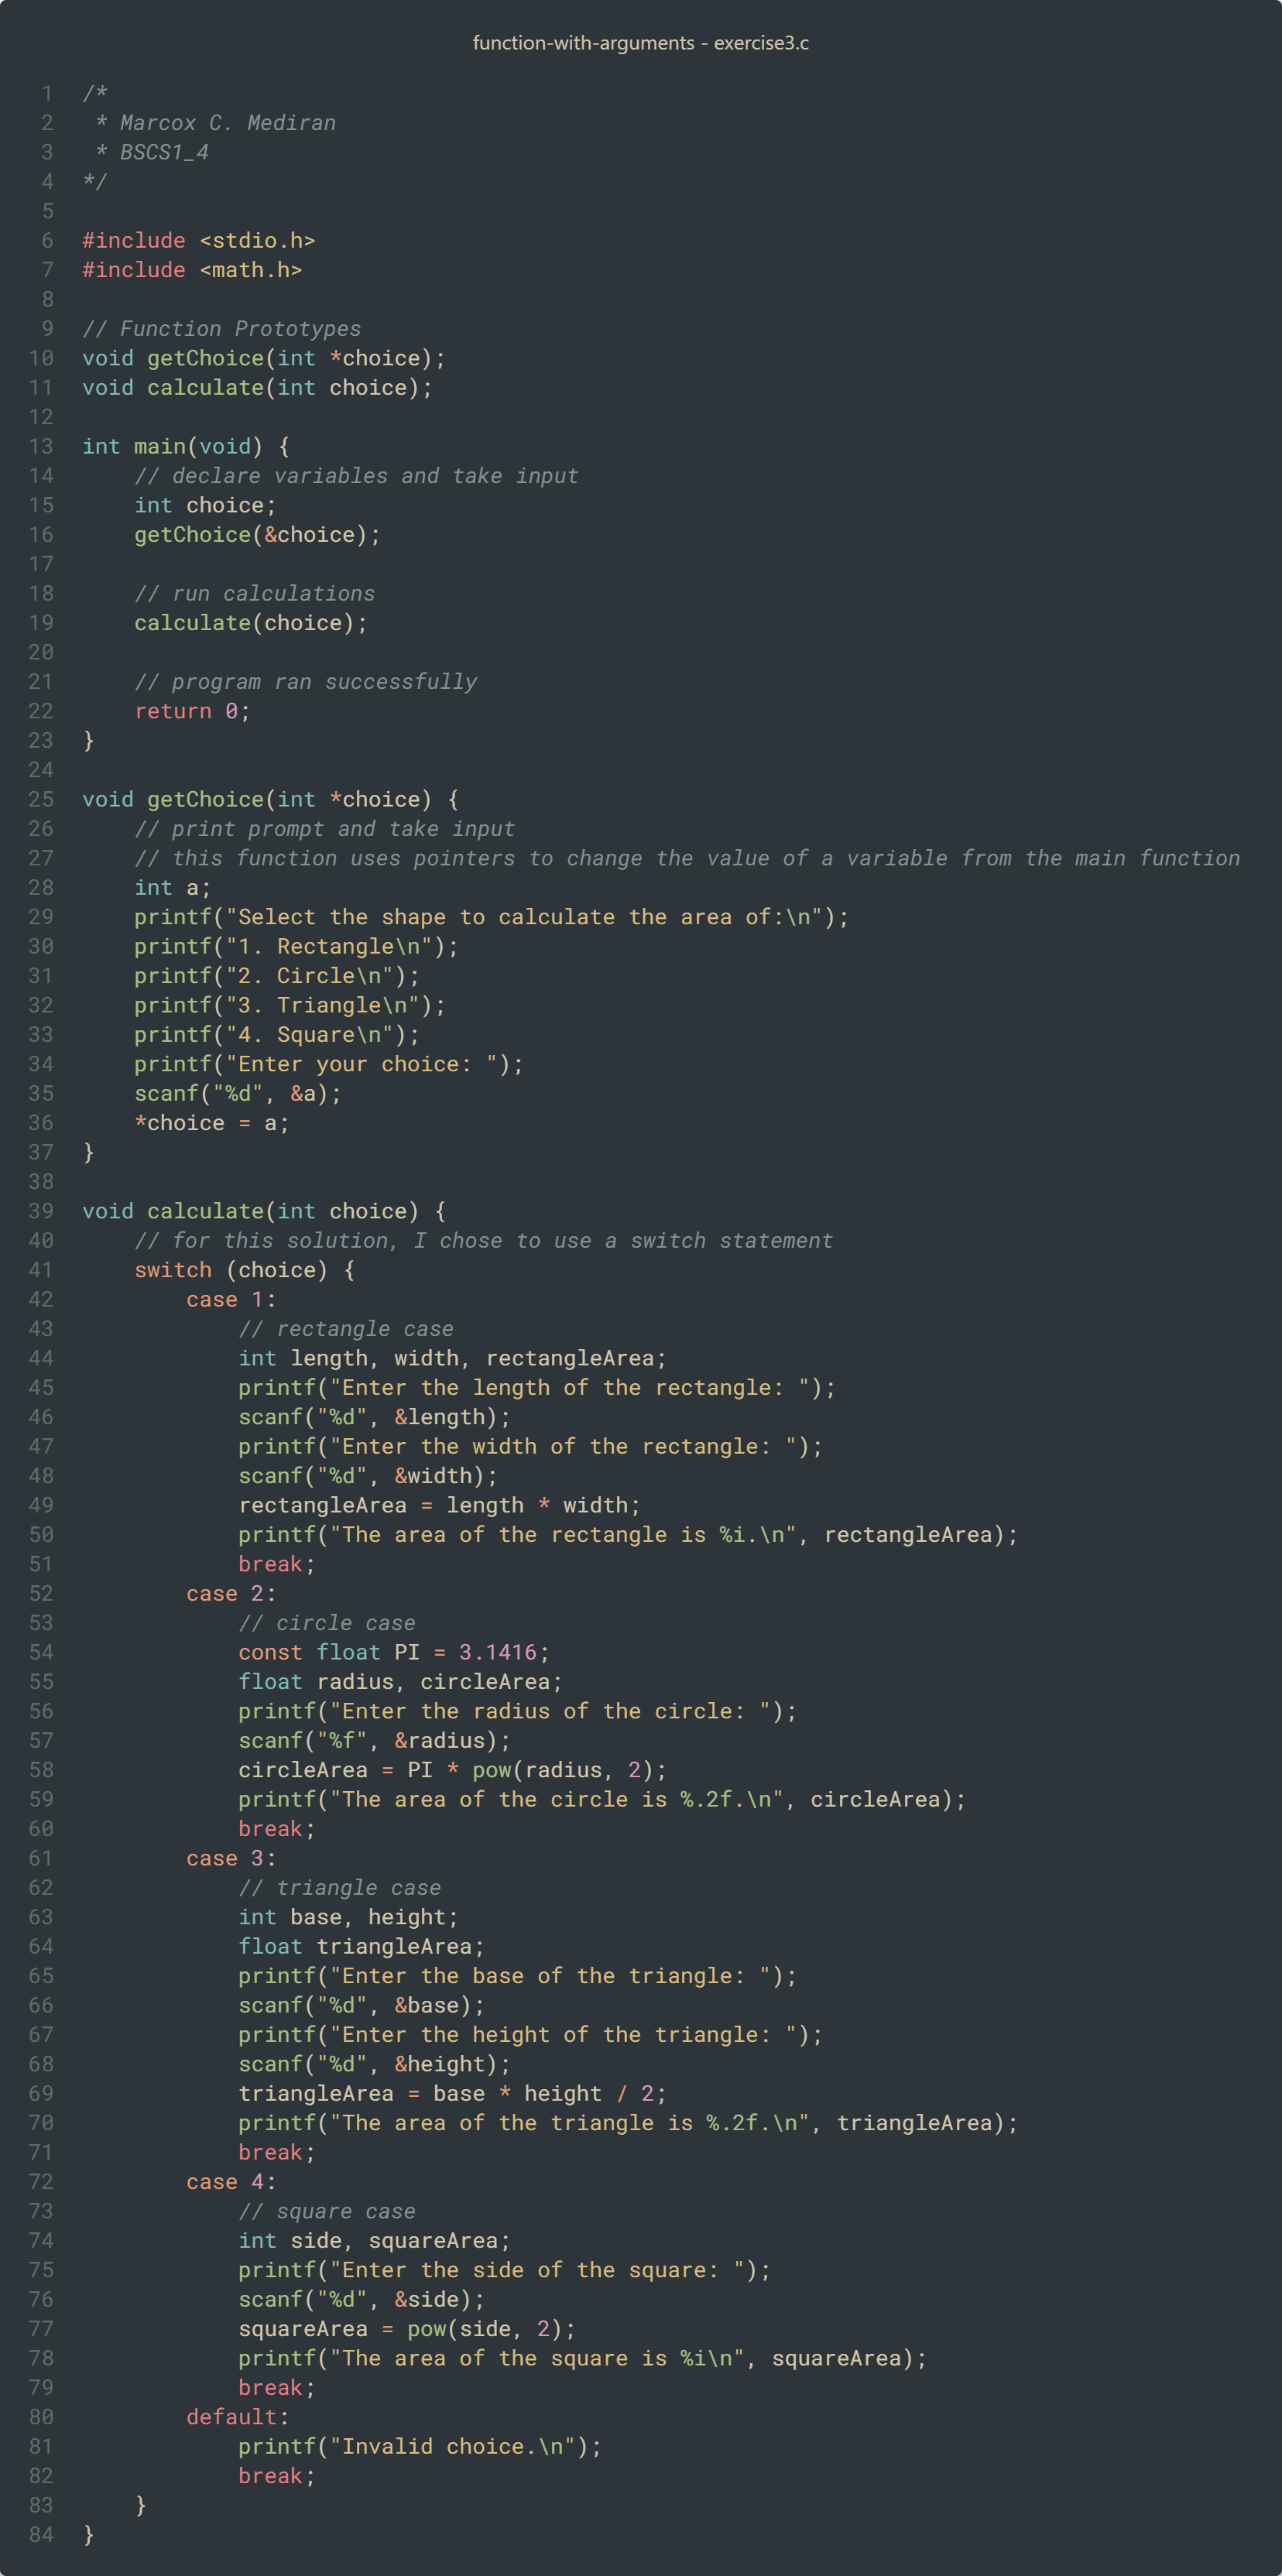 function-with-arguments - exercise3.c
1 /*
2  * Marcox C. Mediran
3  * BSCS1_4
4 */
5
6 #include <stdio.h>
7 #include <math.h>
8
9 // Function Prototypes
10 void getChoice(int *choice);
11 void calculate(int choice);
12
13 int main(void) {
14     // declare variables and take input
15     int choice;
16     getChoice(&choice);
17
18     // run calculations
19     calculate(choice);
20
21     // program ran successfully
22     return 0;
23 }
24
25 void getChoice(int *choice) {
26     // print prompt and take input
27     // this function uses pointers to change the value of a variable from the main function
28     int a;
29     printf("Select the shape to calculate the area of:\n");
30     printf("1. Rectangle\n");
31     printf("2. Circle\n");
32     printf("3. Triangle\n");
33     printf("4. Square\n");
34     printf("Enter your choice: ");
35     scanf("%d", &a);
36     *choice = a;
37 }
38
39 void calculate(int choice) {
40     // for this solution, I chose to use a switch statement
41     switch (choice) {
42         case 1:
43             // rectangle case
44             int length, width, rectangleArea;
45             printf("Enter the length of the rectangle: ");
46             scanf("%d", &length);
47             printf("Enter the width of the rectangle: ");
48             scanf("%d", &width);
49             rectangleArea = length * width;
50             printf("The area of the rectangle is %i.\n", rectangleArea);
51             break;
52         case 2:
53             // circle case
54             const float PI = 3.1416;
55             float radius, circleArea;
56             printf("Enter the radius of the circle: ");
57             scanf("%f", &radius);
58             circleArea = PI * pow(radius, 2);
59             printf("The area of the circle is %.2f.\n", circleArea);
60             break;
61         case 3:
62             // triangle case
63             int base, height;
64             float triangleArea;
65             printf("Enter the base of the triangle: ");
66             scanf("%d", &base);
67             printf("Enter the height of the triangle: ");
68             scanf("%d", &height);
69             triangleArea = base * height / 2;
70             printf("The area of the triangle is %.2f.\n", triangleArea);
71             break;
72         case 4:
73             // square case
74             int side, squareArea;
75             printf("Enter the side of the square: ");
76             scanf("%d", &side);
77             squareArea = pow(side, 2);
78             printf("The area of the square is %i\n", squareArea);
79             break;
80         default:
81             printf("Invalid choice.\n");
82             break;
83     }
84 }